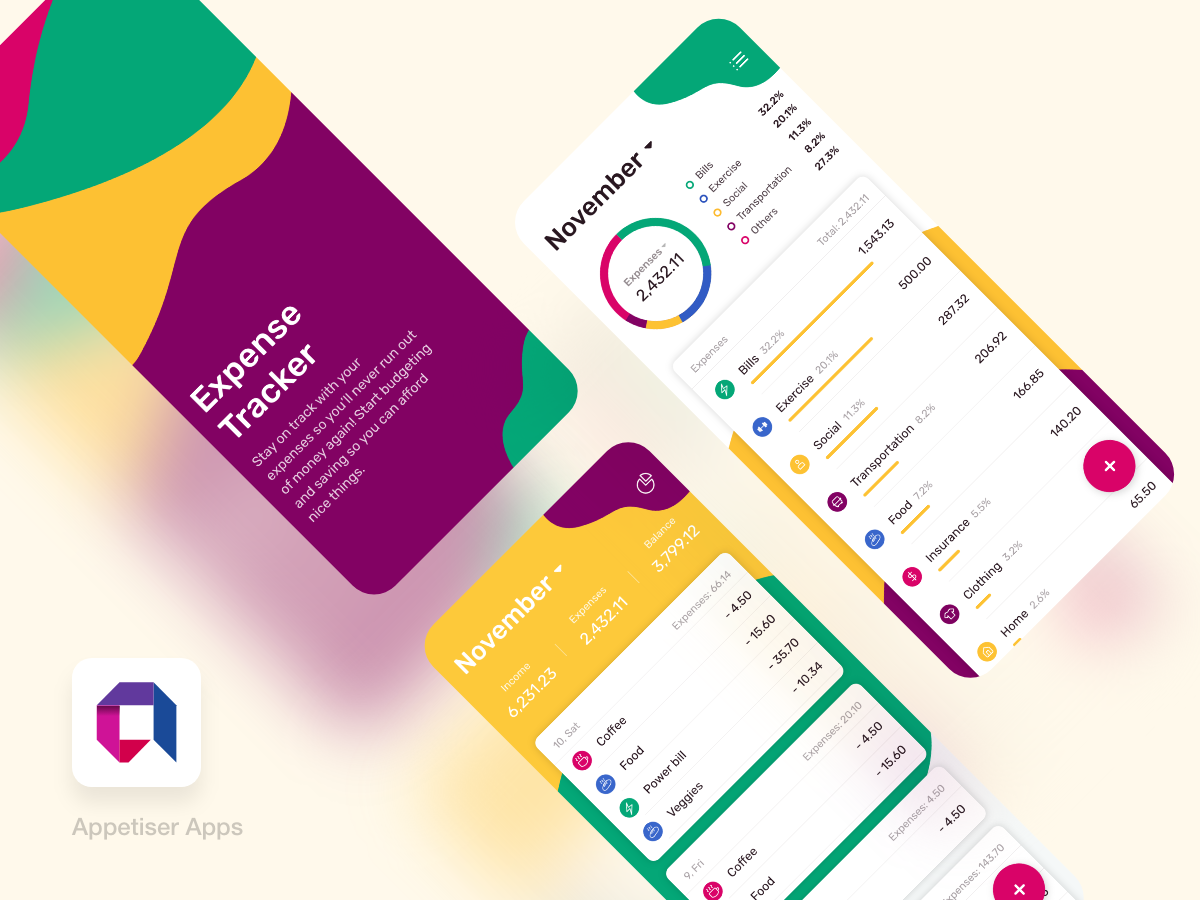 Expense
Tracker
Stay on track with your
expenses so you'll never run out
of money again!Start budgeting
and saving so you can afford
nice things.
November
Bills 32.2%
Exercise 20.1%
Social 11.3%
Transportation 8.2%
Others 27.3%
Expenses
2,432.11
Expenses Total: 2,432.11
Bills 32.2% 1,543.13
Exercise 20.1% 500.00
Social 11.3% 287.32
Transportation 8.2% 206.92
Food 7.2% 166.85
Insurance 5.5% 140.20
Clothing 3.2%
Home 2.6% 65.50
November
Income Expenses Balance
6,231.23 2,432.11 3,799.12
10, Sat Expenses: 66.14
Coffee - 4.50
Food - 15.60
Power bill - 35.70
Veggies - 10.34
9, Fri Expenses: 20.10
Coffee - 4.50
Food - 15.60
Expenses: 4.50
- 4.50
Expenses: 143.70
Appetiser Apps